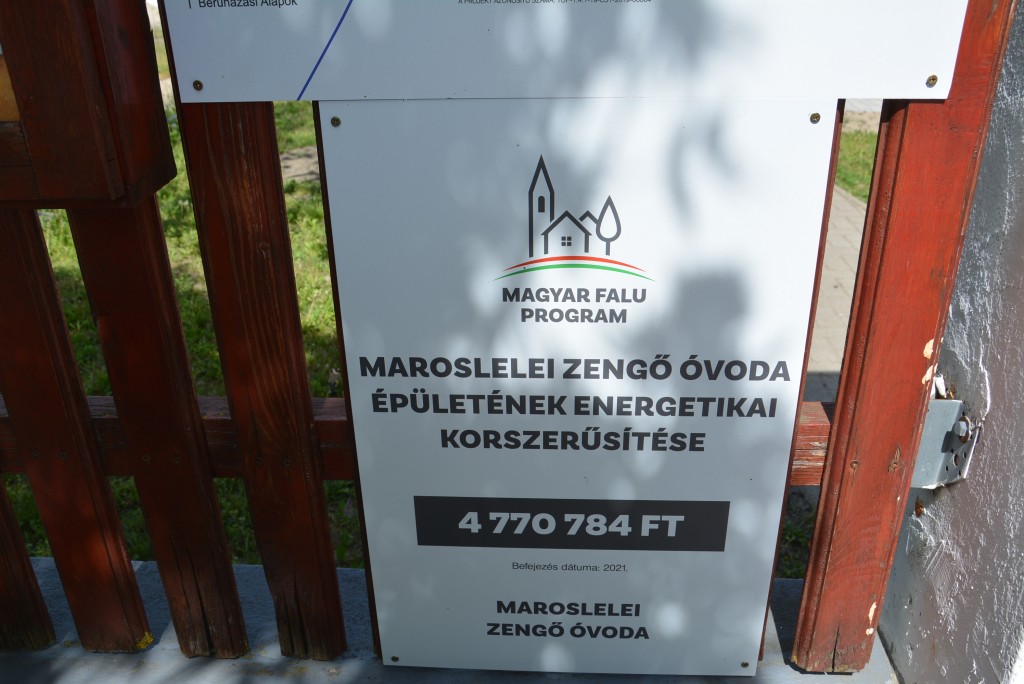 Beruházási Alapok
MAGYAR FALU
PROGRAM
MAROSLELEI ZENGŐ ÓVODA
ÉPÜLETÉNEK ENERGETIKAI
KORSZERŰSÍTÉSE
4 770 784 FT
Befejezés dátuma: 2021.
MAROSLELEI
ZENGŐ ÓVODA